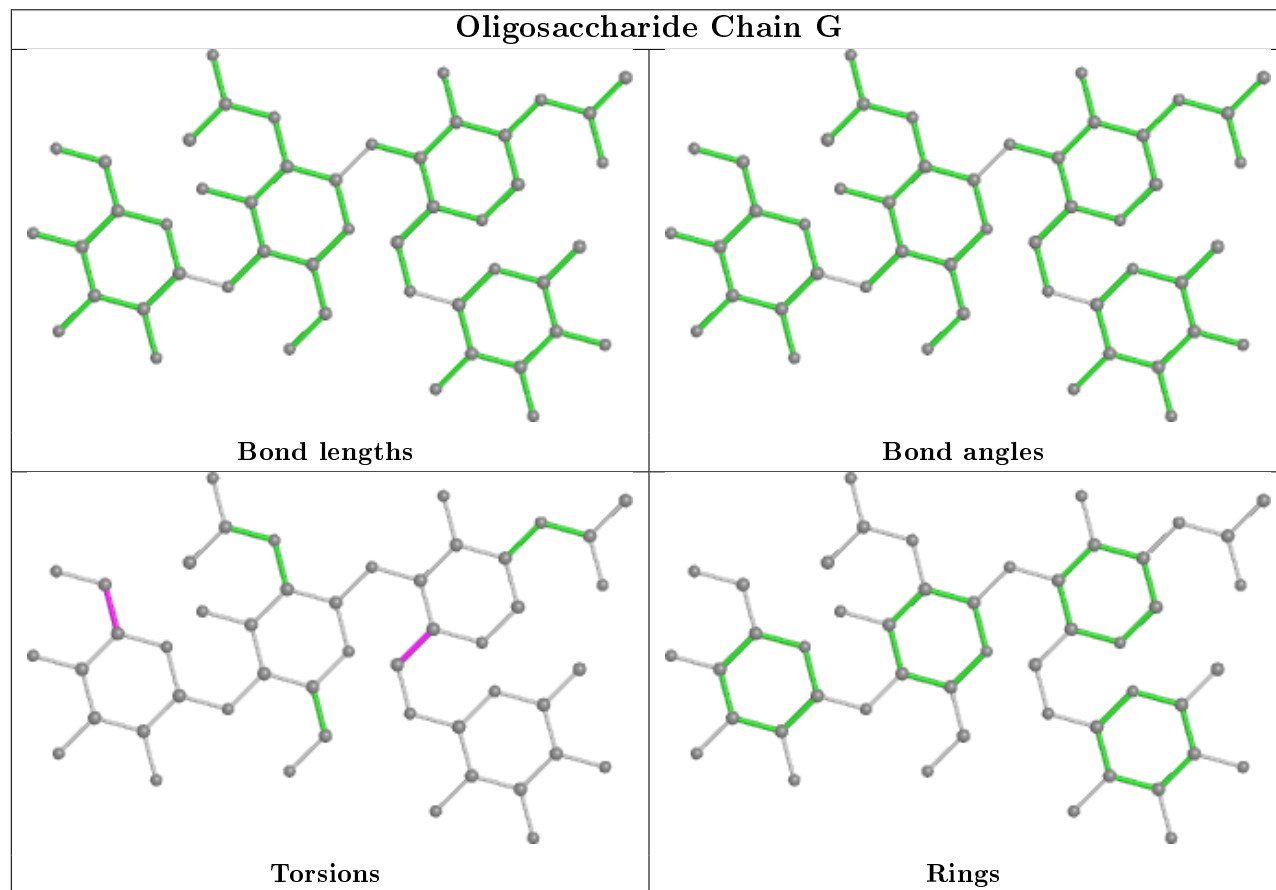 Oligosaccharide Chain G
Bond lengths
Bond angles
Torsions
Rings